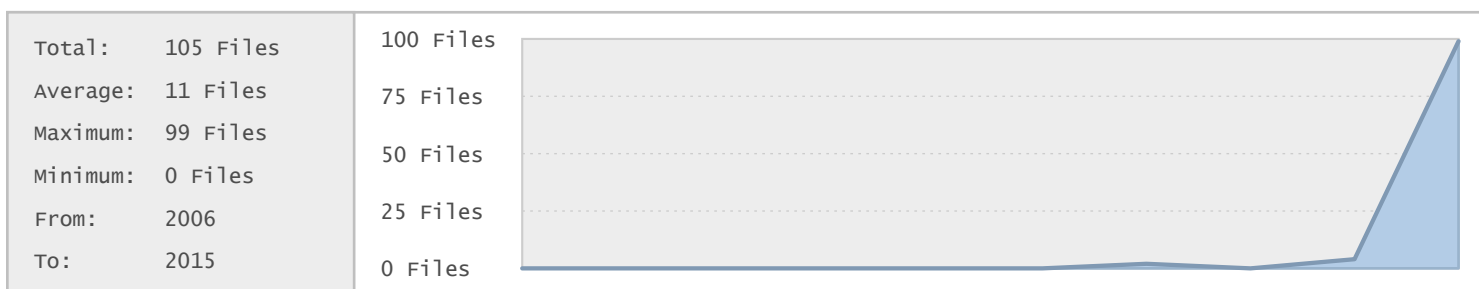 Total: 105 Files
Average: 11 Files
Maximum: 99 Files
Minimum: 0 Files
From: 2006
To: 2015
100 Files
75 Files
50 Files
25 Files
0 Files